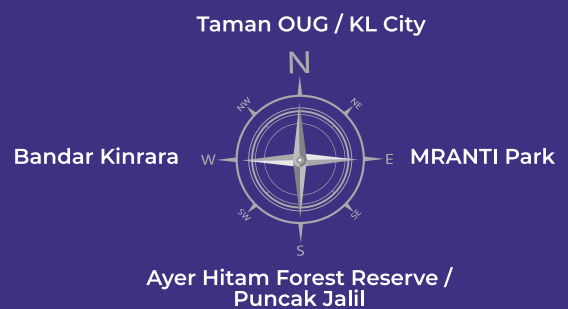 Taman OUG / KL City
N
NW NE
Bandar Kinrara W E MRANTI Park
SW SE
S
Ayer Hitam Forest Reserve /
Puncak Jalil